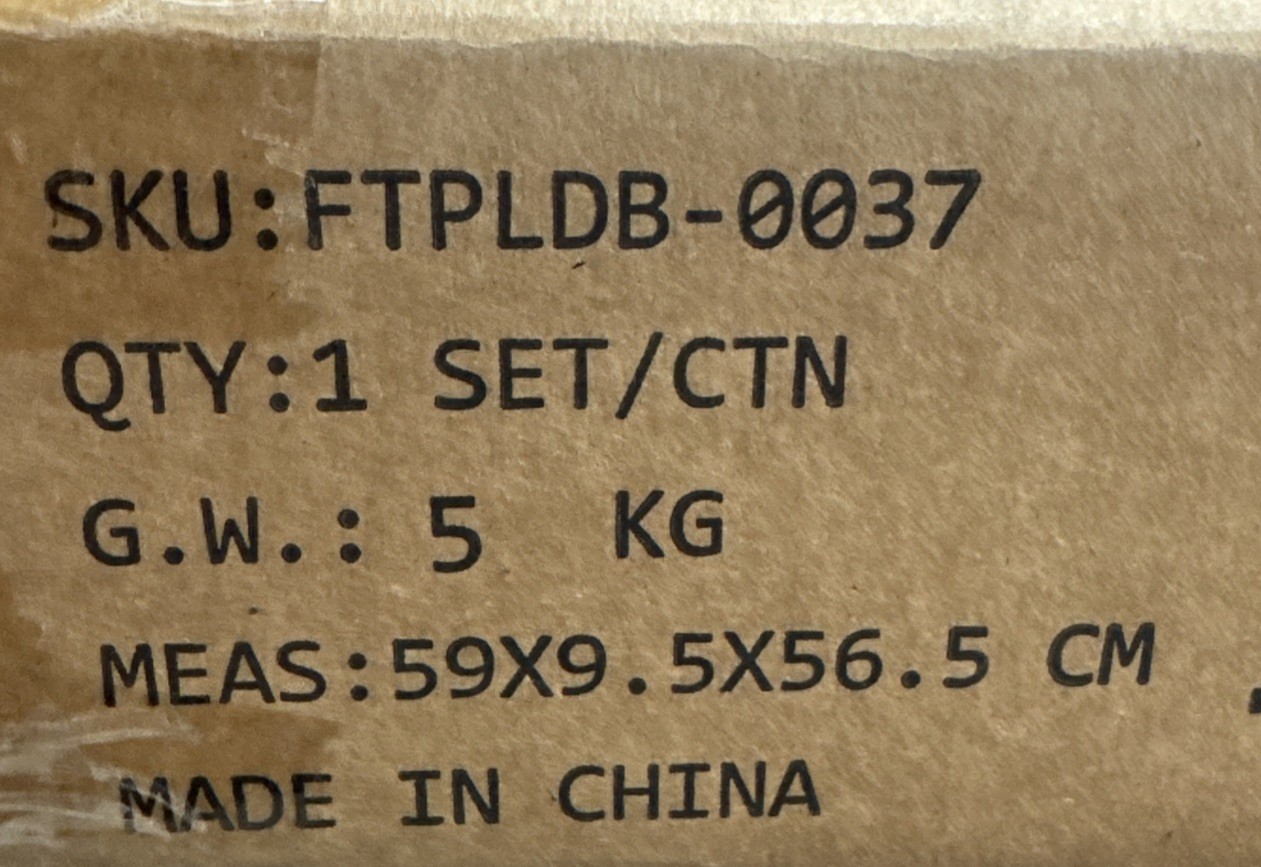 SKU:FTPLDB-0037
QTY:1 SET/CTN
G.W.: 5 KG
MEAS:59X9.5X56.5 CM
MADE IN CHINA